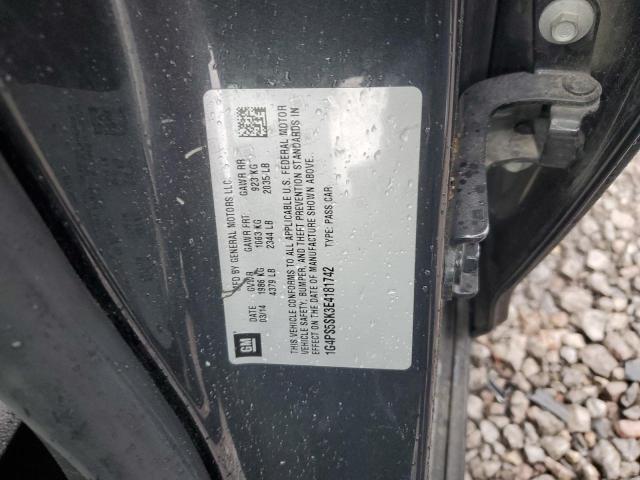 MFD BY GENERAL MOTORS LLC
DATE GVWR GAWR FRT GAWR RR
03/14 1986 KG 1063 KG 923 KG
4379 LB 2344 LB 2035 LB
THIS VEHICLE CONFORMS TO ALL APPLICABLE U.S. FEDERAL MOTOR
VEHICLE SAFETY, BUMPER, AND THEFT PREVENTION STANDARDS IN
EFFECT ON THE DATE OF MANUFACTURE SHOWN ABOVE.
1G4PS5SK3E4181742 TYPE: PASS CAR
GM